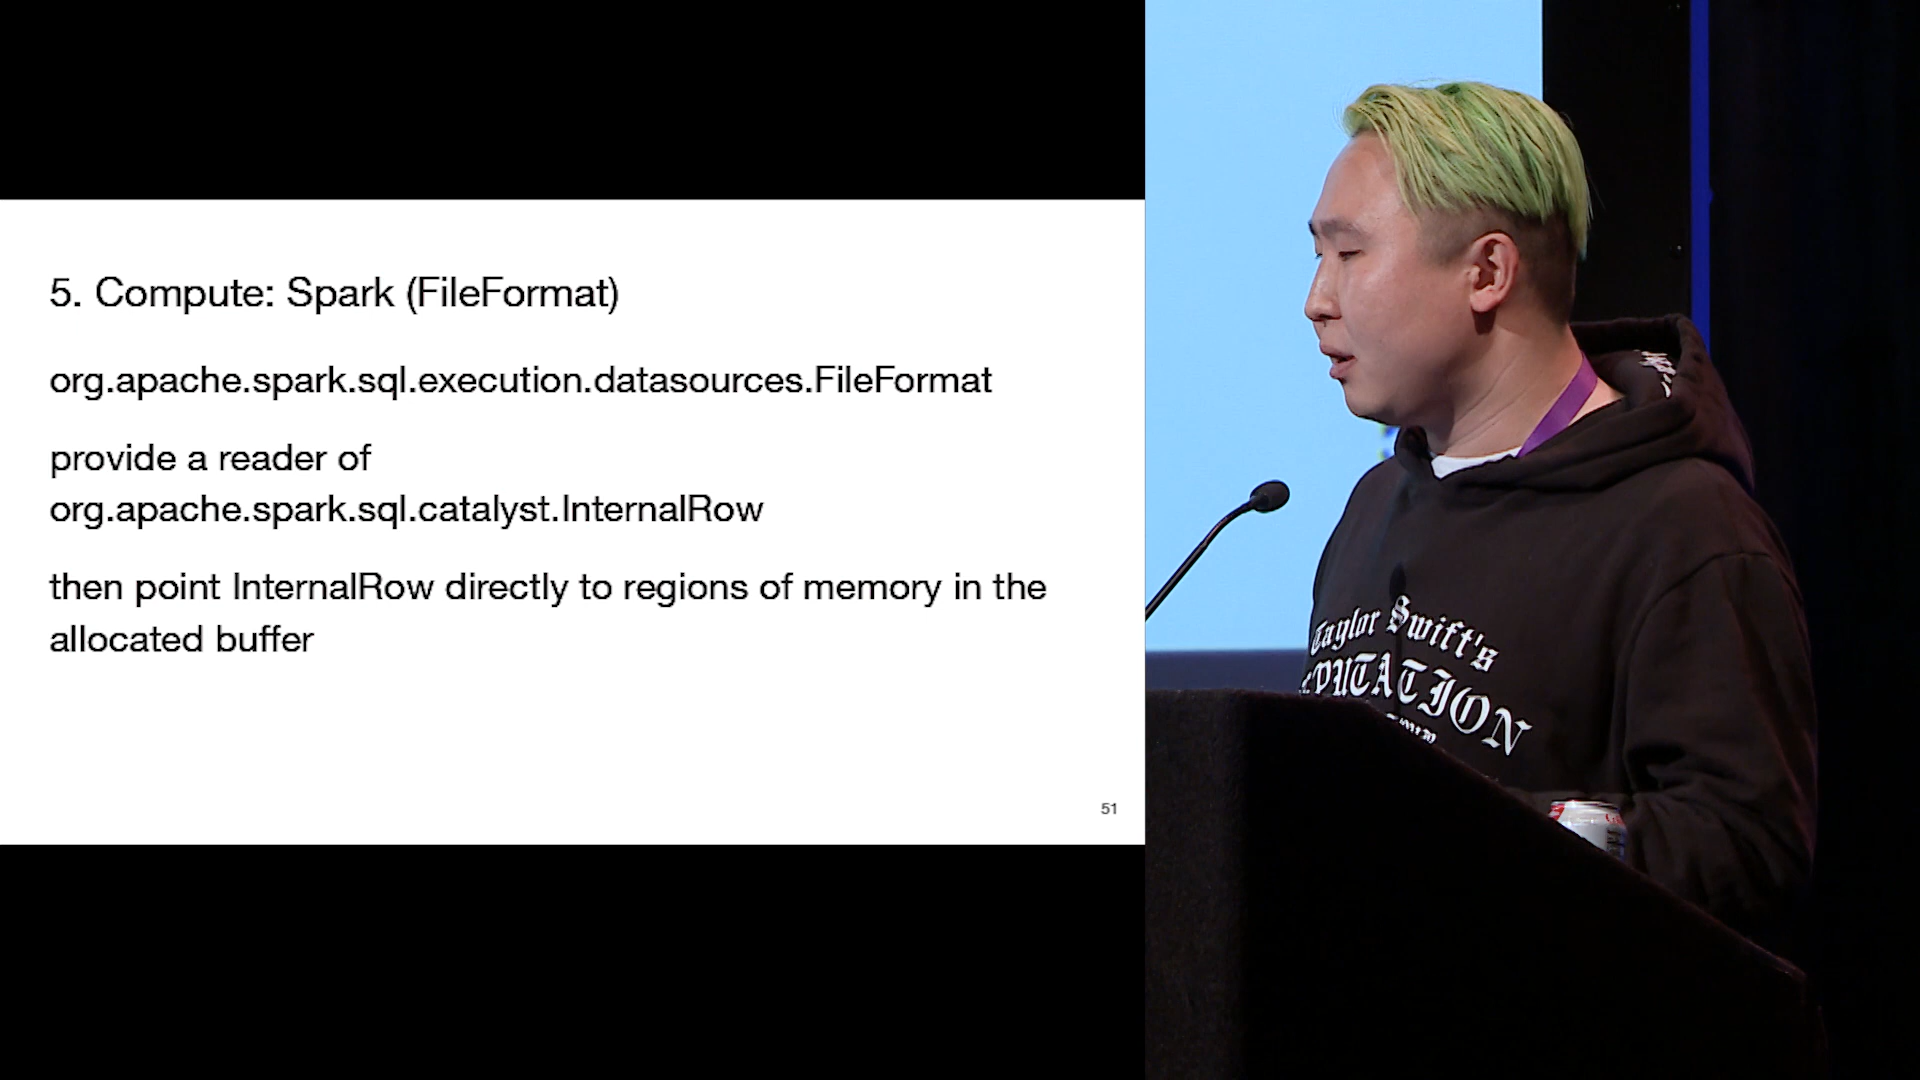 5. Compute: Spark (FileFormat)
org.apache.spark.sql.execution.datasources.FileFormat
provide a reader of
org.apache.spark.sql.catalyst.InternalRow
then point InternalRow directly to regions of memory in the
allocated buffer
51
Taylor Swift's
PUTATION